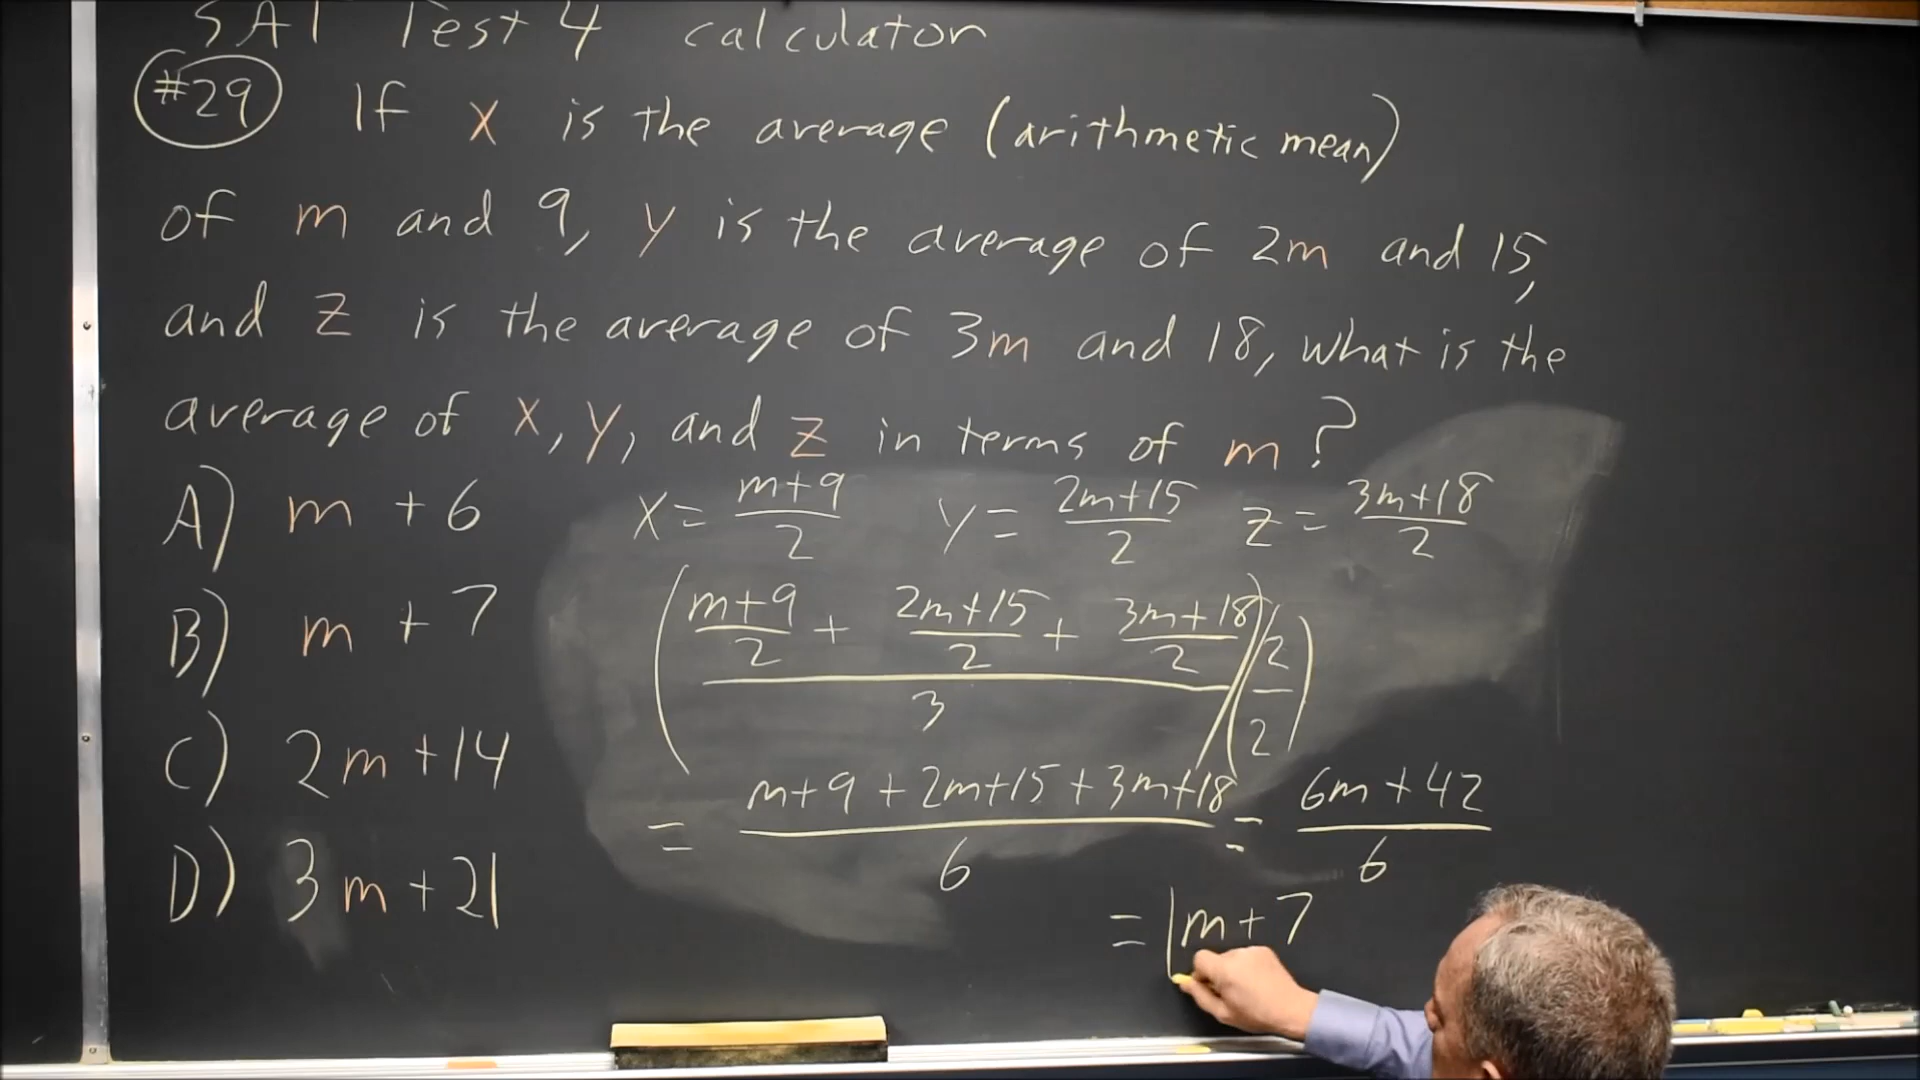 SAT Test 4 calculator
#29 If x is the average (arithmetic mean)
of m and 9, y is the average of 2m and 15,
and z is the average of 3m and 18, what is the
average of x, y, and z in terms of m?
A) m + 6
B) m + 7
C) 2m + 14
D) 3m + 21
x = (m+9)/2 y = (2m+15)/2 z = (3m+18)/2
(((m+9)/2 + (2m+15)/2 + (3m+18)/2)/3)(2/2)
= (m+9+2m+15+3m+18)/6 = (6m+42)/6
= m+7